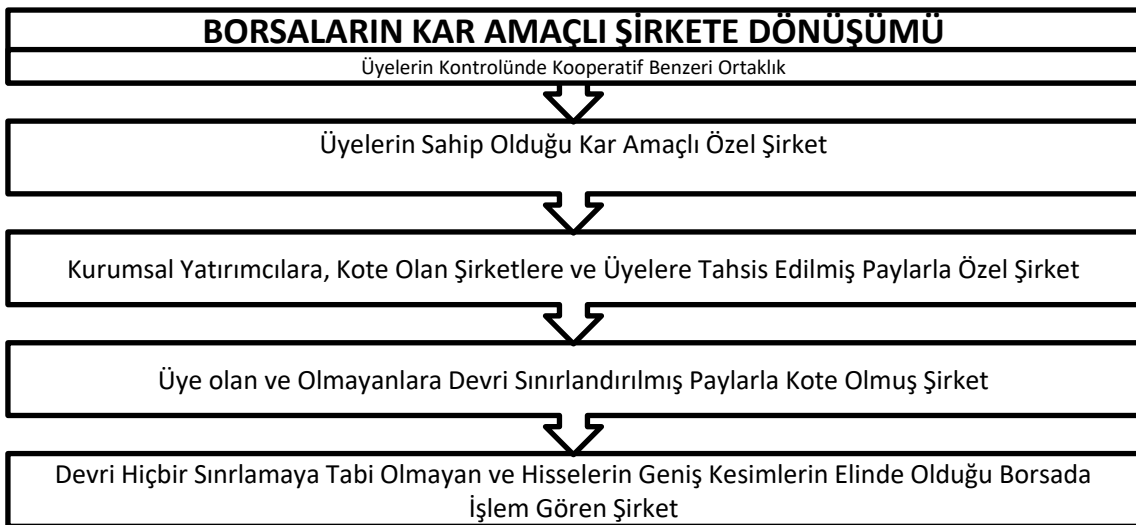 BORSALARIN KAR AMAÇLI ŞİRKETE DÖNÜŞÜMÜ
Üyelerin Kontrolünde Kooperatif Benzeri Ortaklık
Üyelerin Sahip Olduğu Kar Amaçlı Özel Şirket
Kurumsal Yatırımcılara, Kote Olan Şirketlere ve Üyelere Tahsis Edilmiş Paylarla Özel Şirket
Üye olan ve Olmayanlara Devri Sınırlandırılmış Paylarla Kote Olmuş Şirket
Devri Hiçbir Sınrlamaya Tabi Olmayan ve Hisselerin Geniş Kesimlerin Elinde Olduğu Borsada
İşlem Gören Şirket